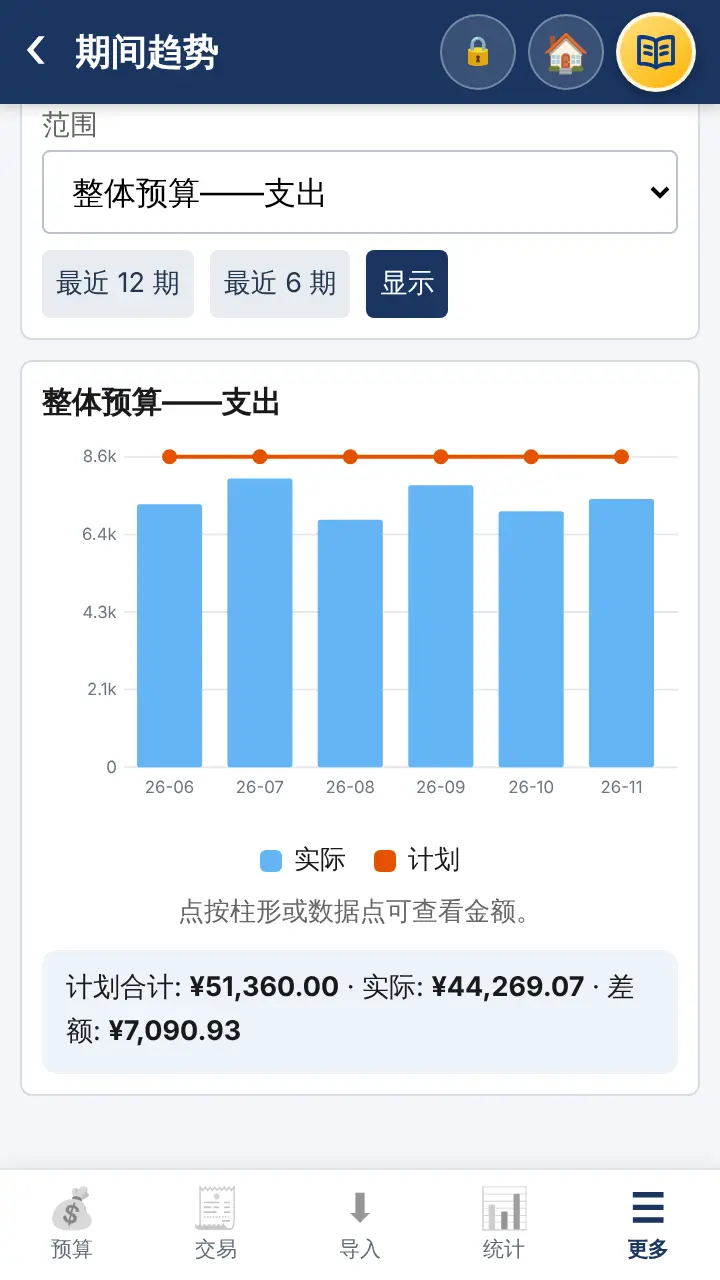 期间趋势
范围
整体预算——支出
最近 12 期
最近 6 期
显示
整体预算——支出
8.6k
6.4k
4.3k
2.1k
0
26-06
26-07
26-08
26-09
26-10
26-11
实际
计划
点按柱形或数据点可查看金额。
计划合计: ¥51,360.00 · 实际: ¥44,269.07 · 差
额: ¥7,090.93
预算
交易
导入
统计
更多